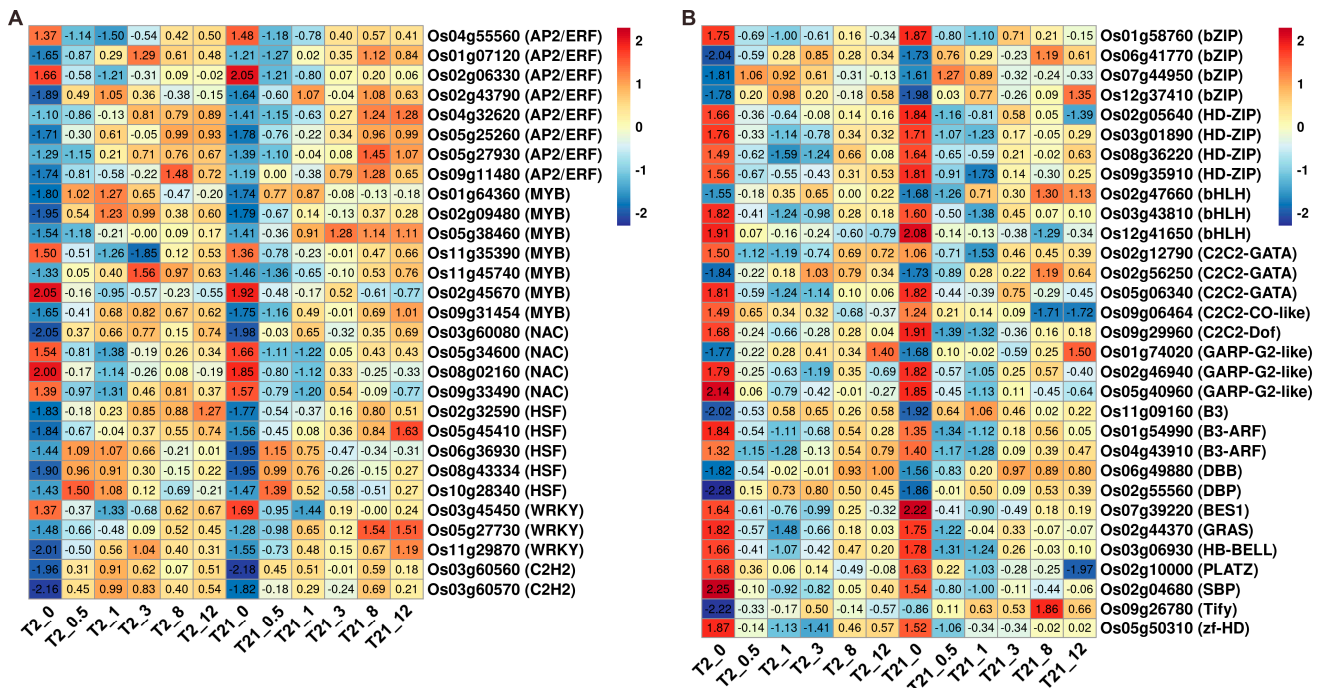 A
1.37 -1.14 -1.50 -0.54 0.42 0.50 1.48 -1.18 -0.78 0.40 0.57 0.41 Os04g55560 (AP2/ERF)
-1.65 -0.87 0.29 1.29 0.61 0.48 -1.21 -1.27 0.02 0.35 1.12 0.84 Os01g07120 (AP2/ERF)
1.66 -0.58 -1.21 -0.31 0.09 -0.02 2.05 -1.21 -0.80 0.07 0.20 0.06 Os02g06330 (AP2/ERF)
-1.89 0.49 1.05 0.36 -0.38 -0.15 -1.64 -0.60 1.07 -0.04 1.08 0.63 Os02g43790 (AP2/ERF)
-1.10 -0.86 -0.13 0.81 0.79 0.89 -1.41 -1.15 -0.63 0.27 1.24 1.28 Os04g32620 (AP2/ERF)
-1.71 -0.30 0.61 -0.05 0.99 0.93 -1.78 -0.76 -0.22 0.34 0.96 0.99 Os05g25260 (AP2/ERF)
-1.29 -1.15 0.21 0.71 0.76 0.67 -1.39 -1.10 -0.04 0.08 1.45 1.07 Os05g27930 (AP2/ERF)
-1.74 -0.81 -0.58 -0.22 1.48 0.72 -1.19 0.00 -0.38 0.79 1.28 0.65 Os09g11480 (AP2/ERF)
-1.80 1.02 1.27 0.65 -0.47 -0.20 -1.74 0.77 0.87 -0.08 -0.13 -0.18 Os01g64360 (MYB)
-1.95 0.54 1.23 0.99 0.38 0.60 -1.79 -0.67 0.14 -0.13 0.37 0.28 Os02g09480 (MYB)
-1.54 -1.18 -0.21 -0.00 0.09 0.17 -1.41 -0.36 0.91 1.28 1.14 1.11 Os05g38460 (MYB)
1.50 -0.51 -1.26 -1.85 0.12 0.53 1.36 -0.78 -0.23 -0.01 0.47 0.66 Os11g35390 (MYB)
-1.33 0.05 0.40 1.56 0.97 0.63 -1.46 -1.36 -0.65 -0.10 0.53 0.76 Os11g45740 (MYB)
2.05 -0.16 -0.95 -0.57 -0.23 -0.55 1.92 -0.48 -0.17 0.52 -0.61 -0.77 Os02g45670 (MYB)
-1.65 -0.41 0.68 0.82 0.67 0.62 -1.75 -1.16 0.49 -0.01 0.69 1.01 Os09g31454 (MYB)
-2.05 0.37 0.66 0.77 0.15 0.74 -1.98 -0.03 0.65 -0.32 0.35 0.69 Os03g60080 (NAC)
1.54 -0.81 -1.38 -0.19 0.26 0.34 1.66 -1.11 -1.22 0.05 0.43 0.43 Os05g34600 (NAC)
2.00 -0.17 -1.14 -0.26 0.08 -0.19 1.85 -0.80 -1.12 0.33 -0.25 -0.33 Os08g02160 (NAC)
1.39 -0.97 -1.31 0.46 0.81 0.37 1.57 -0.79 -1.20 0.54 -0.09 -0.77 Os09g33490 (NAC)
-1.83 -0.18 0.23 0.85 0.88 1.27 -1.77 -0.54 -0.37 0.16 0.80 0.51 Os02g32590 (HSF)
-1.84 -0.67 -0.04 0.37 0.55 0.74 -1.56 -0.45 0.08 0.36 0.84 1.63 Os05g45410 (HSF)
-1.44 1.09 1.07 0.36 -0.21 0.01 -1.95 1.15 0.75 -0.47 -0.34 -0.31 Os06g36930 (HSF)
-1.90 0.96 0.91 0.30 -0.15 0.22 -1.95 0.99 0.76 -0.26 -0.15 0.27 Os08g43334 (HSF)
-1.43 1.50 1.08 0.12 -0.69 -0.21 -1.47 1.39 0.52 -0.58 -0.51 0.27 Os10g28340 (HSF)
1.37 -0.37 -1.33 -0.68 0.62 0.67 1.69 -0.95 -1.44 0.19 -0.00 0.24 Os03g45450 (WRKY)
-1.48 -0.66 -0.48 0.09 0.52 0.45 -1.28 -0.98 0.65 0.12 1.54 1.51 Os05g27730 (WRKY)
-2.01 -0.50 0.56 1.04 0.40 0.31 -1.55 -0.73 0.48 0.15 0.67 1.19 Os11g29870 (WRKY)
-1.96 0.31 0.91 0.62 0.07 0.51 -2.18 0.45 0.51 -0.01 0.59 0.18 Os03g60560 (C2H2)
-2.16 0.45 0.99 0.83 0.40 0.54 -1.82 -0.18 0.29 -0.24 0.69 0.21 Os03g60570 (C2H2)
T2_0 T2_0.5 T2_1 T2_3 T2_8 T2_12 T21_0 T21_0.5 T21_1 T21_3 T21_8 T21_12
2
1
0
-1
-2
B
1.75 -0.69 -1.00 -0.61 0.16 -0.34 1.87 -0.80 -1.10 0.71 0.21 -0.15 Os01g58760 (bZIP)
-2.04 -0.59 0.28 0.85 0.28 0.34 -1.73 0.76 0.29 -0.23 1.19 0.61 Os06g41770 (bZIP)
-1.81 1.06 0.92 0.61 -0.31 -0.13 -1.61 1.27 0.89 -0.32 -0.24 -0.33 Os07g44950 (bZIP)
-1.78 0.20 0.98 0.20 -0.18 0.58 -1.98 0.03 0.77 -0.26 0.09 1.35 Os12g37410 (bZIP)
1.66 -0.36 -0.64 -0.08 0.14 0.16 1.84 -1.16 -0.81 0.58 0.05 -1.39 Os02g05640 (HD-ZIP)
1.76 -0.33 -1.14 -0.78 0.34 0.32 1.71 -1.07 -1.23 0.17 -0.05 0.29 Os03g01890 (HD-ZIP)
1.49 -0.62 -1.59 -1.24 0.66 0.08 1.64 -0.65 -0.59 0.21 -0.02 0.63 Os08g36220 (HD-ZIP)
1.56 -0.67 -0.55 -0.43 0.31 0.53 1.81 -0.91 -1.73 0.14 -0.30 0.25 Os09g35910 (HD-ZIP)
-1.55 -0.18 0.35 0.65 0.00 0.22 -1.68 -1.26 0.71 0.30 1.30 1.13 Os02g47660 (bHLH)
1.82 -0.41 -1.24 -0.98 0.28 0.18 1.60 -0.50 -1.38 0.45 0.07 0.10 Os03g43810 (bHLH)
1.91 0.07 -0.16 -0.24 -0.60 -0.79 2.08 -0.14 -0.13 -0.38 -1.29 -0.34 Os12g41650 (bHLH)
1.50 -1.12 -1.19 -0.74 0.69 0.72 1.06 -0.71 -1.53 0.46 0.45 0.39 Os02g12790 (C2C2-GATA)
-1.84 -0.22 0.18 1.03 0.79 0.34 -1.73 -0.89 0.28 0.22 1.19 0.64 Os02g56250 (C2C2-GATA)
1.81 -0.59 -1.24 -1.14 0.10 0.06 1.82 -0.44 -0.39 0.75 -0.29 -0.45 Os05g06340 (C2C2-GATA)
1.49 0.65 0.34 0.32 -0.68 -0.37 1.24 0.21 0.14 0.09 -1.71 -1.72 Os09g06464 (C2C2-CO-like)
1.68 -0.24 -0.66 -0.28 0.28 0.04 1.91 -1.39 -1.32 -0.36 0.16 0.18 Os09g29960 (C2C2-Dof)
-1.77 -0.22 0.28 0.41 0.34 1.40 -1.68 0.10 -0.02 -0.59 0.25 1.50 Os01g74020 (GARP-G2-like)
1.79 -0.25 -0.63 -1.19 0.35 -0.69 1.82 -0.57 -1.05 0.25 0.57 -0.40 Os02g46940 (GARP-G2-like)
2.14 0.06 -0.79 -0.42 -0.01 -0.27 1.85 -0.45 -1.13 0.11 -0.45 -0.64 Os05g40960 (GARP-G2-like)
-2.02 -0.53 0.58 0.65 0.26 0.58 -1.92 0.64 1.06 0.46 0.02 0.22 Os11g09160 (B3)
1.84 -0.54 -1.11 -0.68 0.54 0.28 1.35 -1.34 -1.12 0.18 0.56 0.05 Os01g54990 (B3-ARF)
1.32 -1.15 -1.28 -0.13 0.54 0.79 1.40 -1.17 -1.28 0.09 0.39 0.47 Os04g43910 (B3-ARF)
-1.82 -0.54 -0.02 -0.01 0.93 1.00 -1.56 -0.83 0.20 0.97 0.89 0.80 Os06g49880 (DBB)
-2.28 0.15 0.73 0.80 0.50 0.45 -1.86 -0.01 0.50 0.09 0.53 0.39 Os02g55560 (DBP)
1.64 -0.61 -0.76 -0.99 0.25 -0.32 2.22 -0.41 -0.90 -0.49 0.18 0.19 Os07g39220 (BES1)
1.82 -0.57 -1.48 -0.66 0.18 0.03 1.75 -1.22 -0.04 0.33 -0.07 -0.07 Os02g44370 (GRAS)
1.66 -0.41 -1.07 -0.42 0.47 0.20 1.78 -1.31 -1.24 0.26 -0.03 0.10 Os03g06930 (HB-BELL)
1.68 0.36 0.06 0.14 -0.49 -0.08 1.63 0.22 -1.03 -0.28 -0.25 -1.97 Os02g10000 (PLATZ)
2.25 -0.10 -0.92 -0.82 0.05 0.40 1.54 -0.80 -1.00 -0.11 -0.44 -0.06 Os02g04680 (SBP)
-2.22 -0.33 -0.17 0.50 -0.14 -0.57 -0.86 0.11 0.63 0.53 1.86 0.66 Os09g26780 (Tify)
1.87 -0.14 -1.13 -1.41 0.46 0.57 1.52 -1.06 -0.34 -0.34 -0.02 0.02 Os05g50310 (zf-HD)
T2_0 T2_0.5 T2_1 T2_3 T2_8 T2_12 T21_0 T21_0.5 T21_1 T21_3 T21_8 T21_12
2
1
0
-1
-2